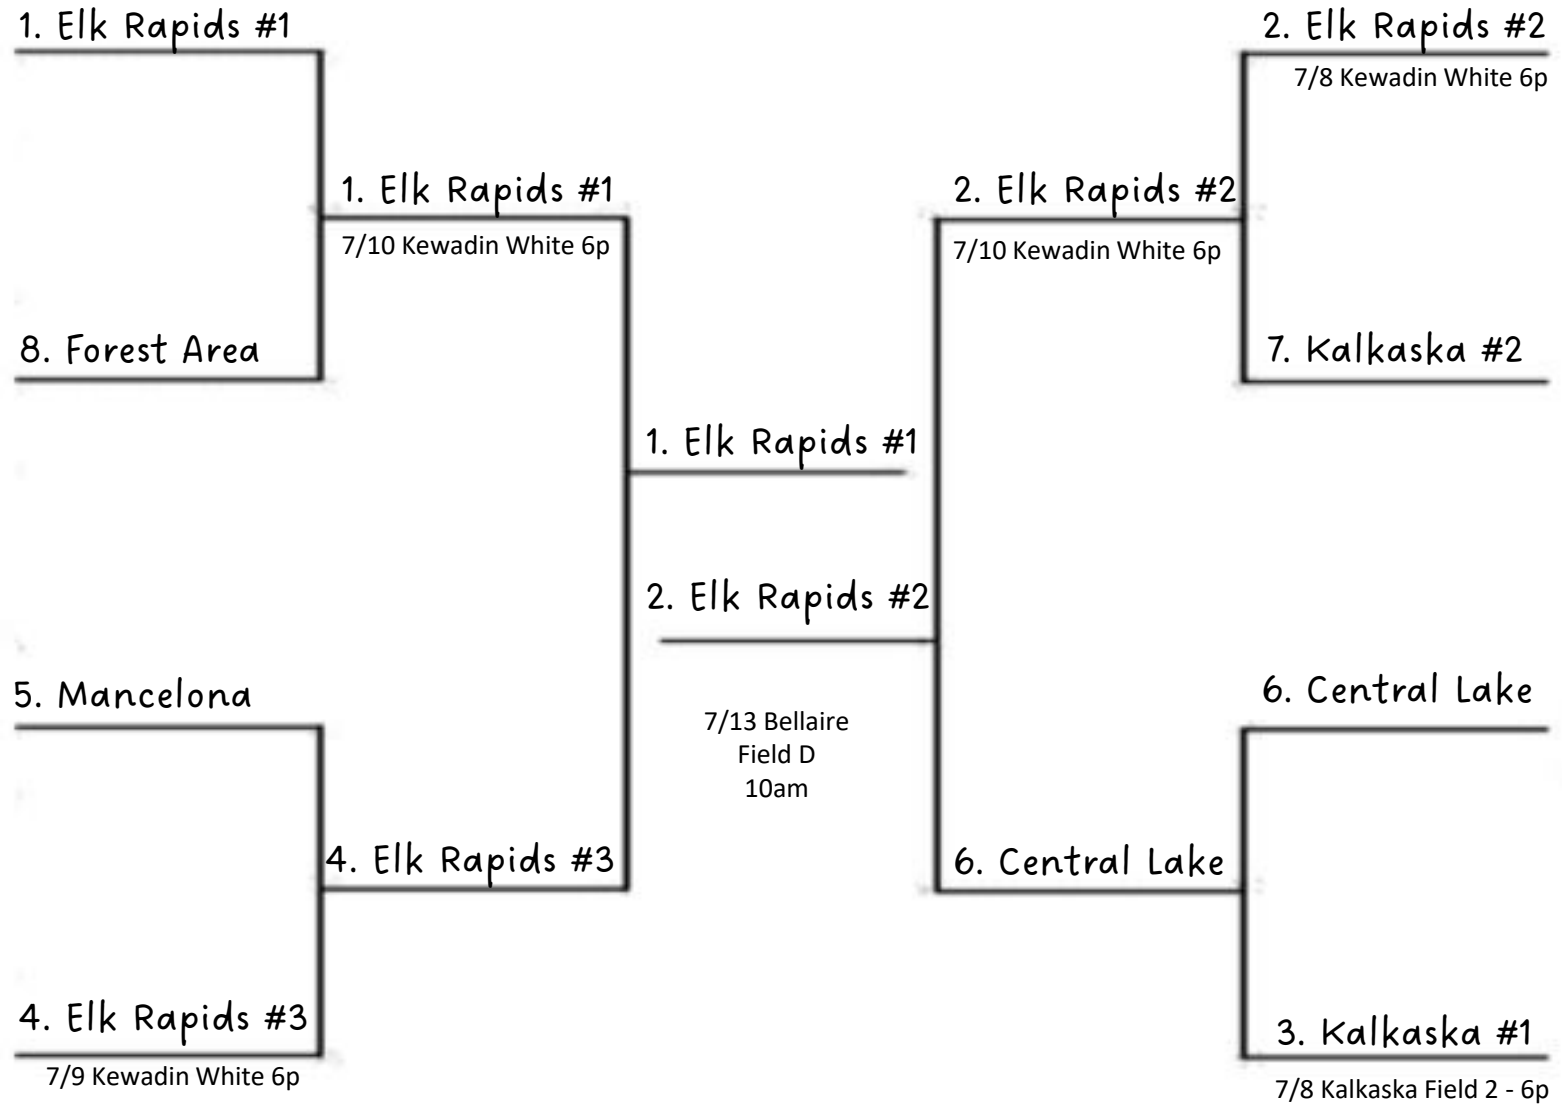 1. Elk Rapids #1
2. Elk Rapids #2
7/8 Kewadin White 6p
1. Elk Rapids #1
2. Elk Rapids #2
7/10 Kewadin White 6p
7/10 Kewadin White 6p
8. Forest Area
7. Kalkaska #2
1. Elk Rapids #1
2. Elk Rapids #2
5. Mancelona
6. Central Lake
7/13 Bellaire
Field D
10am
4. Elk Rapids #3
6. Central Lake
4. Elk Rapids #3
3. Kalkaska #1
7/9 Kewadin White 6p
7/8 Kalkaska Field 2 - 6p